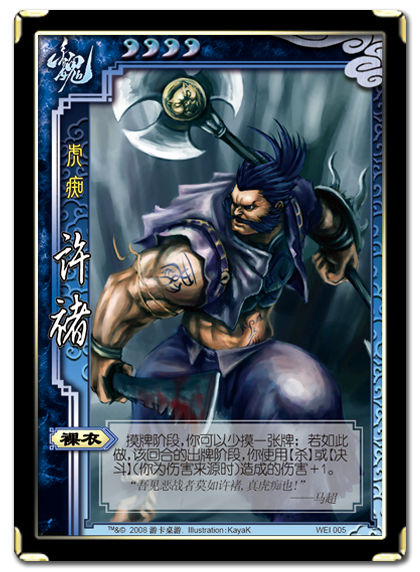 魏
虎痴
许褚
裸衣
摸牌阶段,你可以少摸一张牌;若如此
做,该回合的出牌阶段,你使用【杀】或【决
斗】(你为伤害来源时)造成的伤害+1。
“吾见恶战者莫如许褚,真虎痴也!”
——马超
™&© 2008 游卡桌游. Illustration:KayaK WEI 005